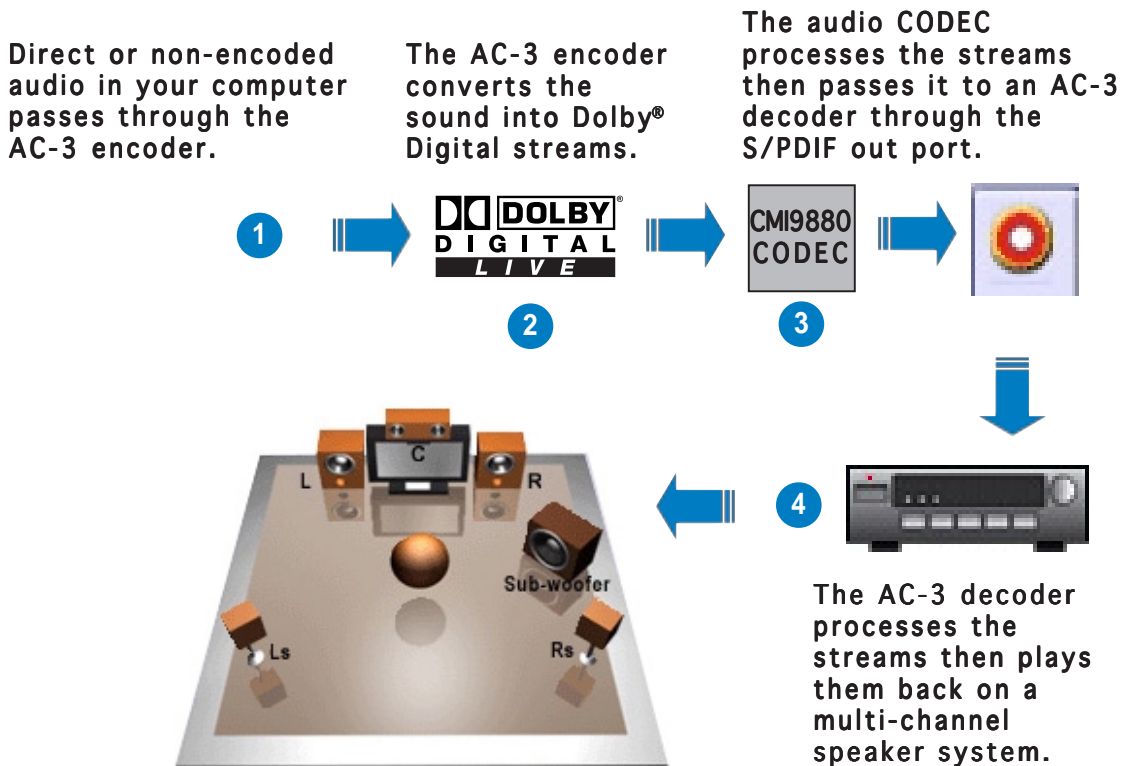 Direct or non-encoded
audio in your computer
passes through the
AC-3 encoder.
The AC-3 encoder
converts the
sound into Dolby®
Digital streams.
The audio CODEC
processes the streams
then passes it to an AC-3
decoder through the
S/PDIF out port.
1
DOLBY®
DIGITAL
LIVE
2
CMI9880
CODEC
3
4
The AC-3 decoder
processes the
streams then plays
them back on a
multi-channel
speaker system.
C
L
R
Sub-woofer
Ls
Rs